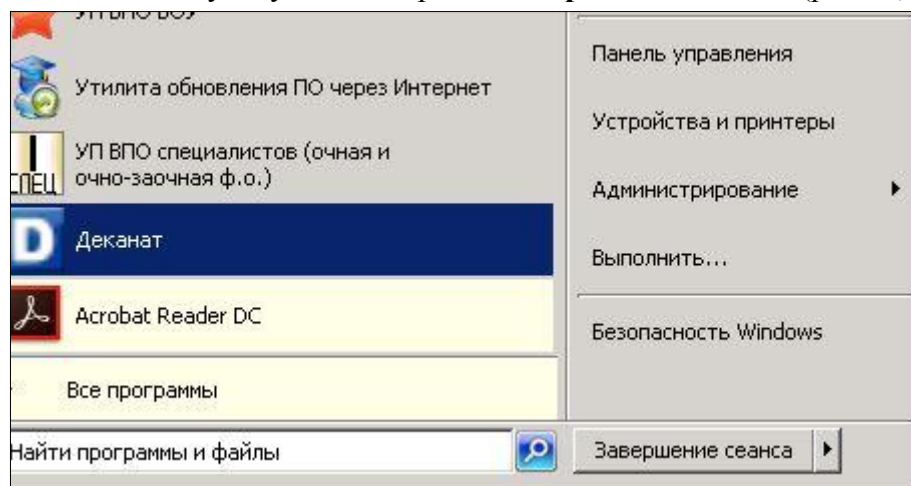 Утилита обновления ПО через Интернет
УП ВПО специалистов (очная и
очно-заочная ф.о.)
СПЕЦ
D
Деканат
Acrobat Reader DC
Все программы
Найти программы и файлы
Панель управления
Устройства и принтеры
Администрирование
Выполнить...
Безопасность Windows
Завершение сеанса